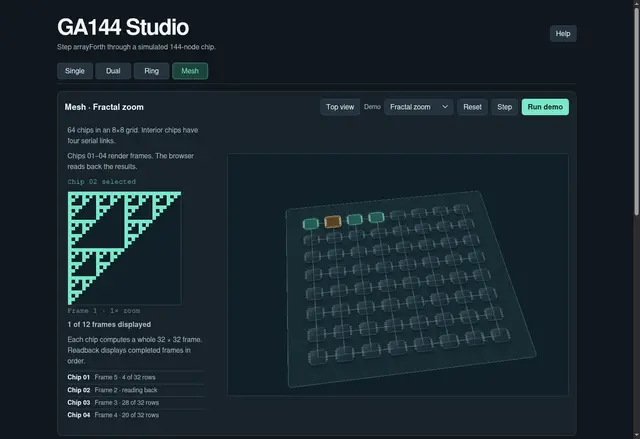 GA144 Studio
Step arrayForth through a simulated 144-node chip.
Help
Single
Dual
Ring
Mesh
Mesh · Fractal zoom
Top view
Demo
Fractal zoom
Reset
Step
Run demo
64 chips in an 8×8 grid. Interior chips have
four serial links.
Chips 01–04 render frames. The browser
reads back the results.
Chip 02 selected
Frame 1 · 1× zoom
1 of 12 frames displayed
Each chip computes a whole 32 × 32 frame.
Readback displays completed frames in
order.
Chip 01 Frame 5 · 4 of 32 rows
Chip 02 Frame 2 · reading back
Chip 03 Frame 3 · 28 of 32 rows
Chip 04 Frame 4 · 20 of 32 rows